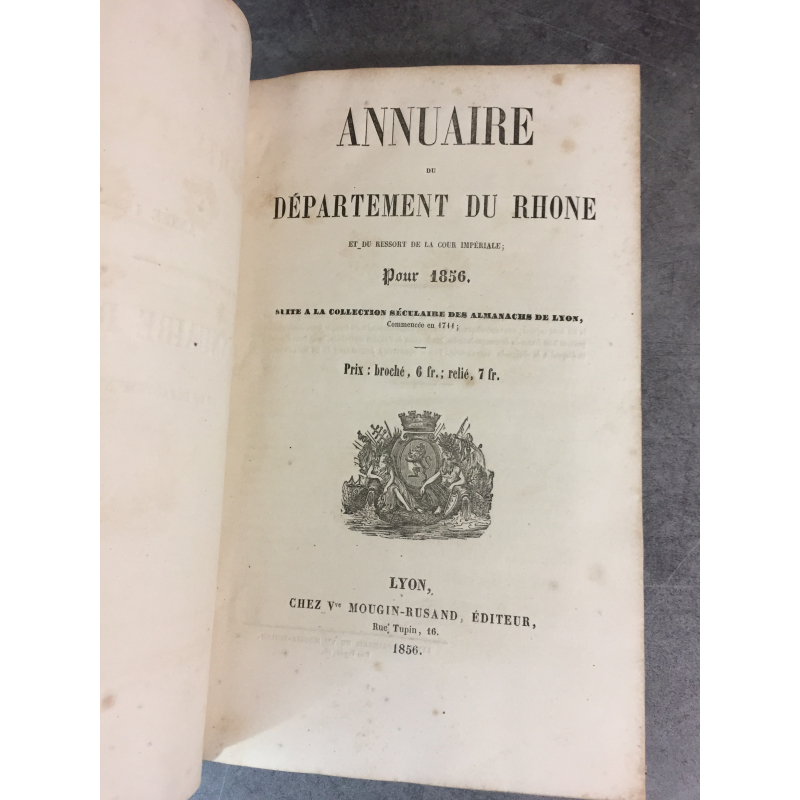 ANNUAIRE
DU
DÉPARTEMENT DU RHONE
ET DU RESSORT DE LA COUR IMPÉRIALE;
Pour 1856.
SUITE A LA COLLECTION SÉCULAIRE DES ALMANACHS DE LYON,
Commencée en 1711;
Prix : broché, 6 fr.; relié, 7 fr.
LYON,
CHEZ Vve MOUGIN-RUSAND, ÉDITEUR,
Rue Tupin, 16.
1856.